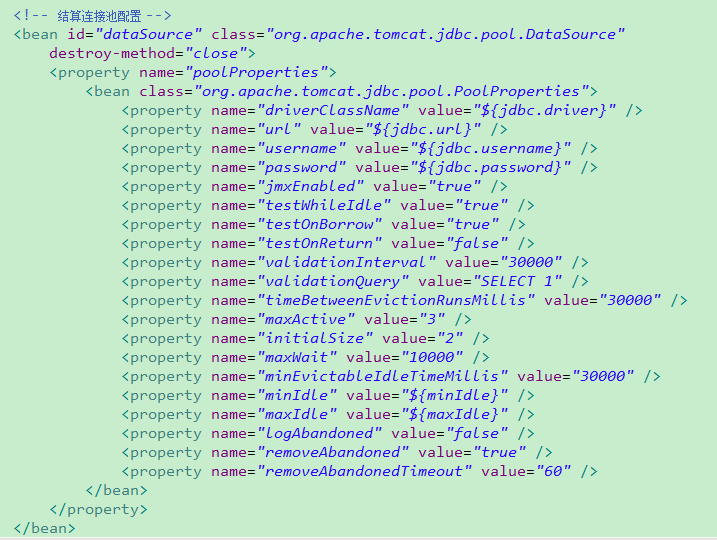 <!-- 结算连接池配置 -->
<bean id="dataSource" class="org.apache.tomcat.jdbc.pool.DataSource"
    destroy-method="close">
    <property name="poolProperties">
        <bean class="org.apache.tomcat.jdbc.pool.PoolProperties">
            <property name="driverClassName" value="${jdbc.driver}" />
            <property name="url" value="${jdbc.url}" />
            <property name="username" value="${jdbc.username}" />
            <property name="password" value="${jdbc.password}" />
            <property name="jmxEnabled" value="true" />
            <property name="testWhileIdle" value="true" />
            <property name="testOnBorrow" value="true" />
            <property name="testOnReturn" value="false" />
            <property name="validationInterval" value="30000" />
            <property name="validationQuery" value="SELECT 1" />
            <property name="timeBetweenEvictionRunsMillis" value="30000" />
            <property name="maxActive" value="3" />
            <property name="initialSize" value="2" />
            <property name="maxWait" value="10000" />
            <property name="minEvictableIdleTimeMillis" value="30000" />
            <property name="minIdle" value="${minIdle}" />
            <property name="maxIdle" value="${maxIdle}" />
            <property name="logAbandoned" value="false" />
            <property name="removeAbandoned" value="true" />
            <property name="removeAbandonedTimeout" value="60" />
        </bean>
    </property>
</bean>